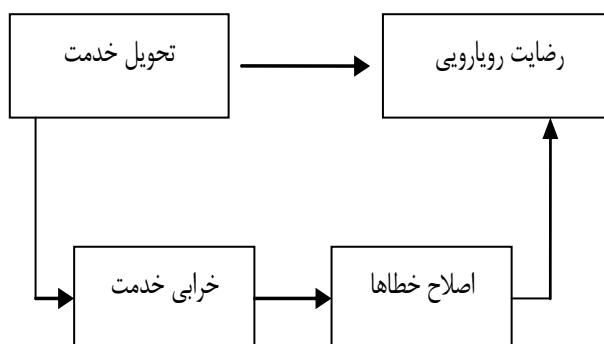 تحویل خدمت
رضایت رویارویی
خرابی خدمت
اصلاح خطاها